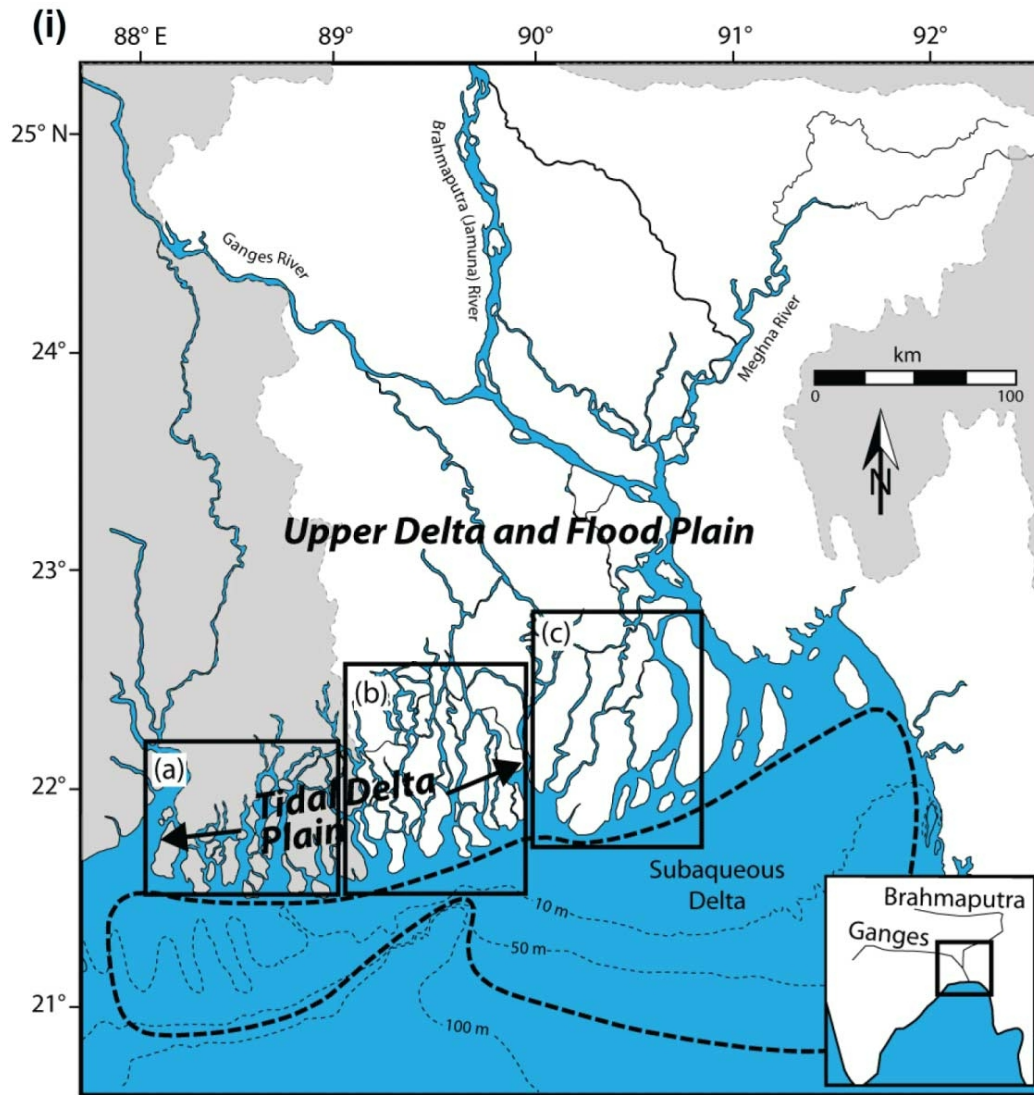 (i)
88° E
89°
90°
91°
92°
25° N
24°
23°
22°
21°
Brahmaputra (Jamuna) River
Ganges River
Meghna River
km
0
100
N
Upper Delta and Flood Plain
(a)
(b)
(c)
Tidal Delta
Plain
Subaqueous
Delta
10 m
50 m
100 m
Brahmaputra
Ganges